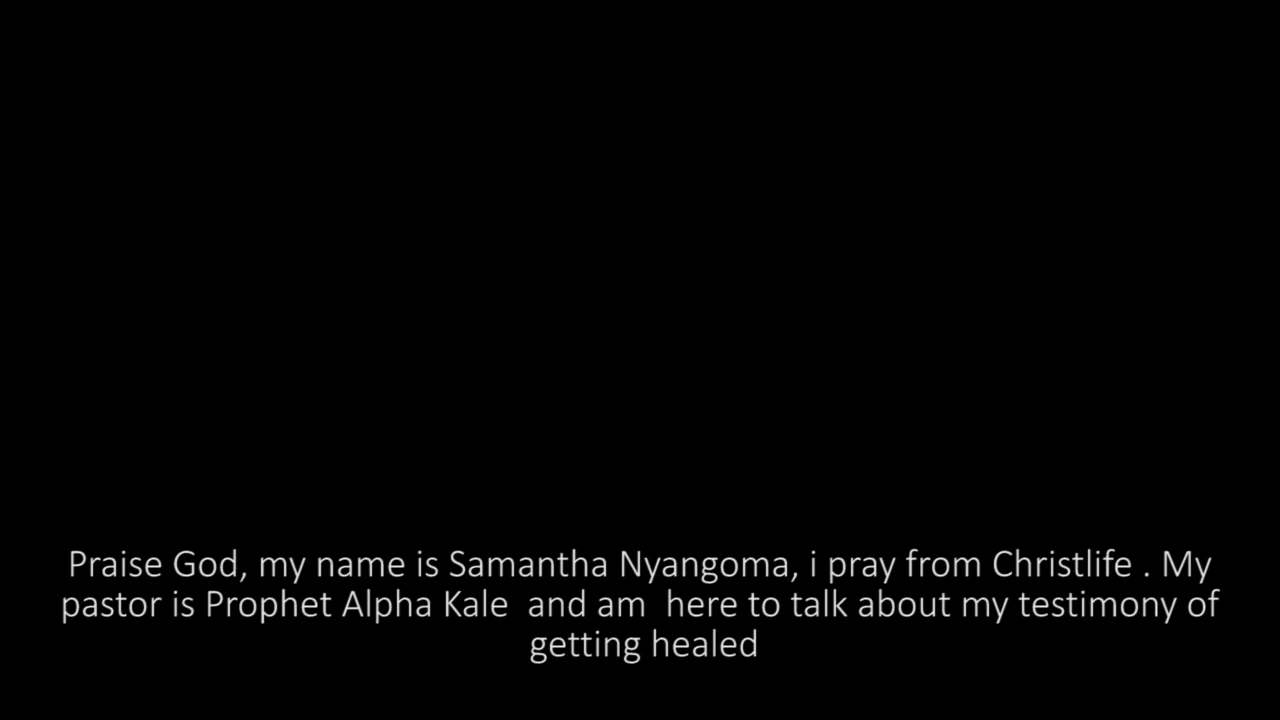 Praise God, my name is Samantha Nyangoma, i pray from Christlife . My
pastor is Prophet Alpha Kale  and am  here to talk about my testimony of
getting healed